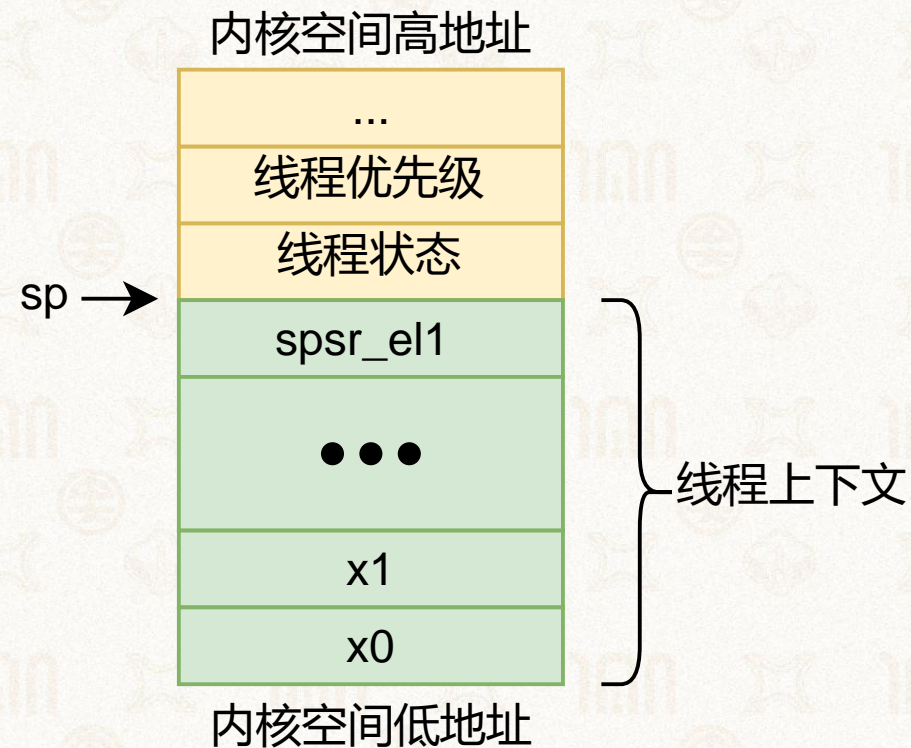 内核空间高地址
...
线程优先级
线程状态
sp
spsr_el1
•••
线程上下文
x1
x0
内核空间低地址